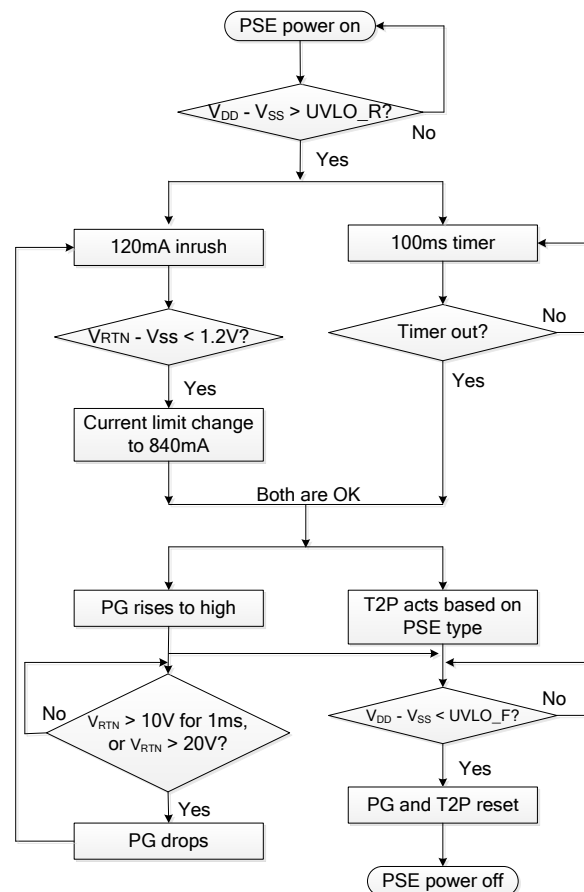 PSE power on
VDD - VSS > UVLO_R?
No
Yes
120mA inrush
100ms timer
VRTN - Vss < 1.2V?
Timer out?
No
Yes
Yes
Current limit change
to 840mA
Both are OK
PG rises to high
T2P acts based on
PSE type
No
VRTN > 10V for 1ms,
or VRTN > 20V?
VDD - VSS < UVLO_F?
No
Yes
Yes
PG drops
PG and T2P reset
PSE power off